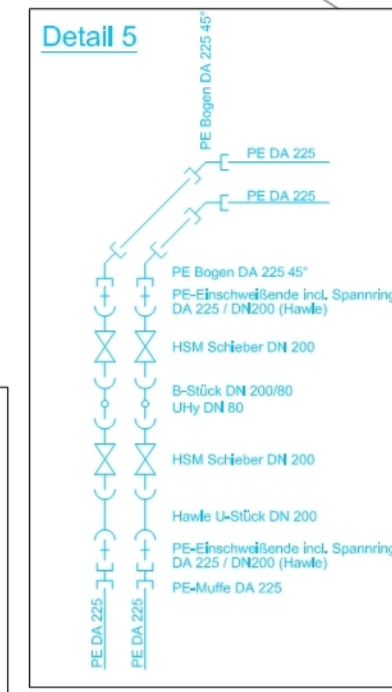 Detail 5
PE Bogen DA 225 45°
PE DA 225
PE DA 225
PE Bogen DA 225 45°
PE-Einschweißende incl. Spannring
DA 225 / DN200 (Hawle)
HSM Schieber DN 200
B-Stück DN 200/80
UHy DN 80
HSM Schieber DN 200
Hawle U-Stück DN 200
PE-Einschweißende incl. Spannring
DA 225 / DN200 (Hawle)
PE-Muffe DA 225
PE DA 225
PE DA 225